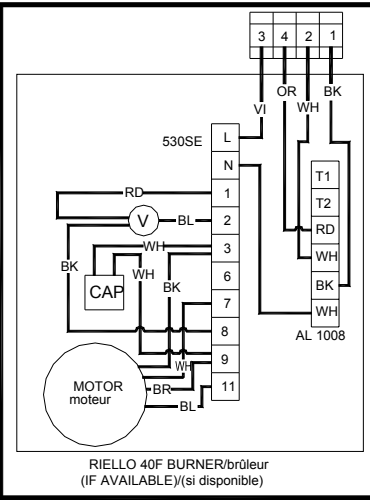 3 4 2 1
OR BK
VI WH
530SE L
N
T1
RD 1
T2
V BL 2
RD
WH 3
WH
BK WH 6
BK
CAP BK
7
WH
8
AL 1008
WH 9
MOTOR BR
moteur
BL 11
RIELLO 40F BURNER/brûleur
(IF AVAILABLE)/(si disponible)